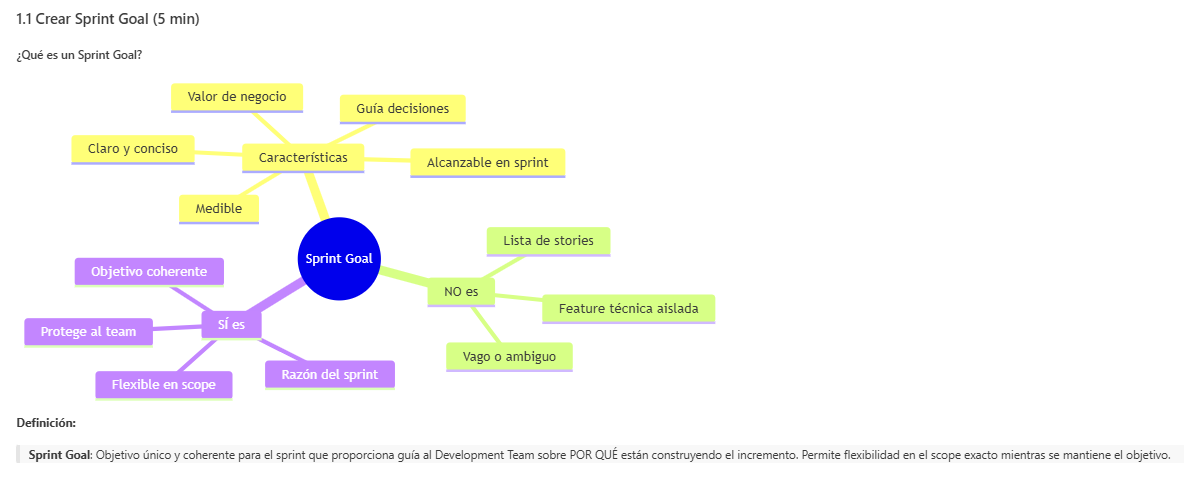 1.1 Crear Sprint Goal (5 min)
¿Qué es un Sprint Goal?
Valor de negocio
Guía decisiones
Claro y conciso
Características
Alcanzable en sprint
Medible
Sprint Goal
Lista de stories
NO es
Feature técnica aislada
Vago o ambiguo
Objetivo coherente
SÍ es
Protege al team
Flexible en scope
Razón del sprint
Definición:
Sprint Goal: Objetivo único y coherente para el sprint que proporciona guía al Development Team sobre POR QUÉ están construyendo el incremento. Permite flexibilidad en el scope exacto mientras se mantiene el objetivo.